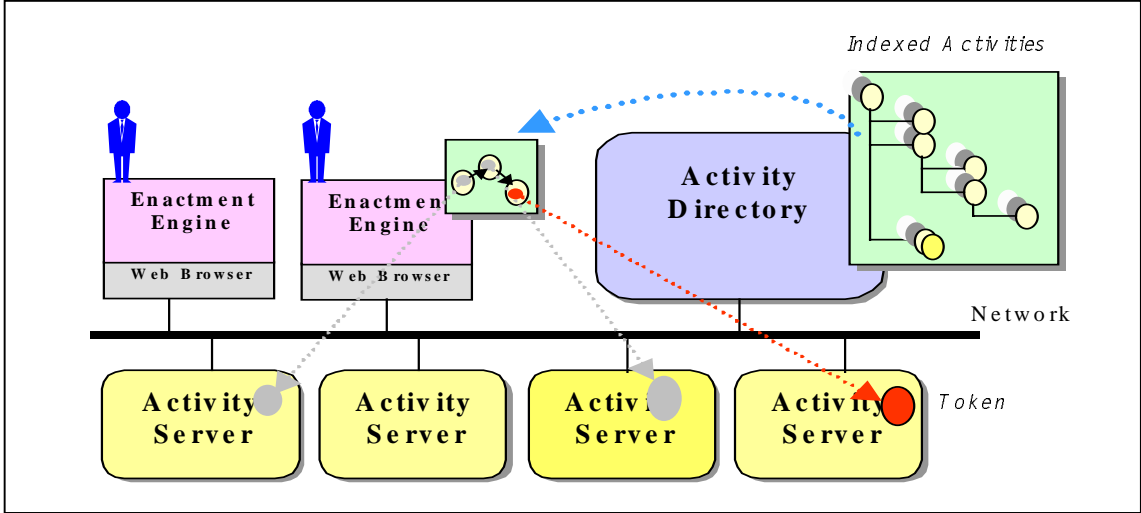 Indexed Activities
Enactment
Engine
Web Browser
Enactment
Engine
Web Browser
Activity
Directory
Network
Activity
Server
Activity
Server
Activity
Server
Activity
Server
Token